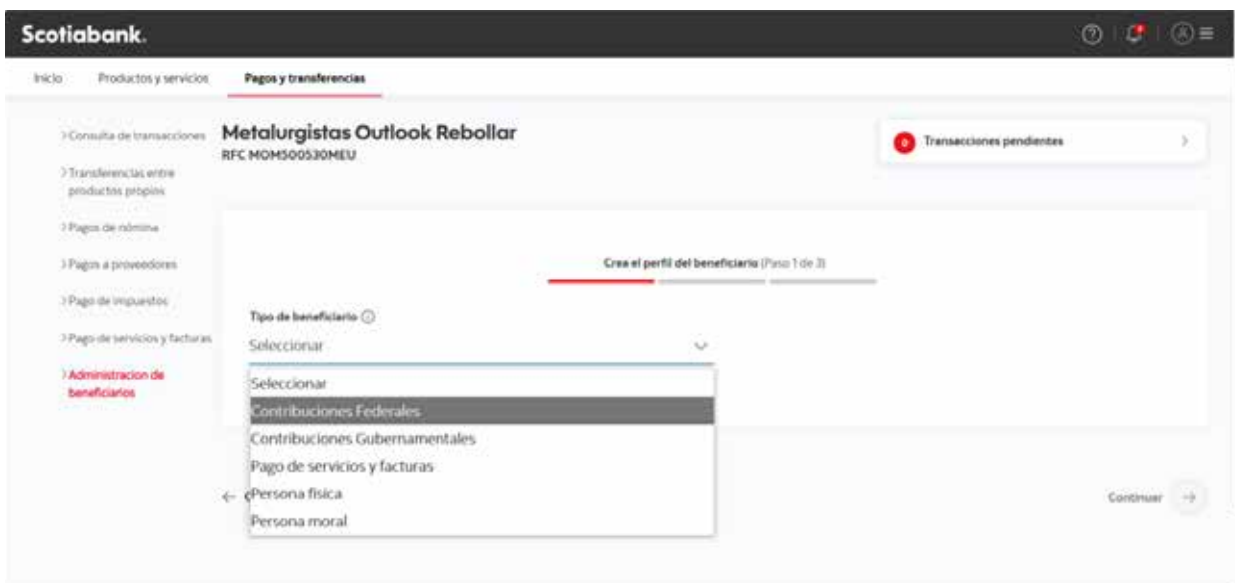 Scotiabank.
Inicio
Productos y servicios
Pagos y transferencias
Consulta de transacciones
Transferencias entre
productos propios
Pagos de nómina
Pagos a proveedores
Pago de impuestos
Pago de servicios y facturas
Administracion de
beneficiarios
Metalurgistas Outlook Rebollar
RFC MOM500530MEU
Transacciones pendientes
Crea el perfil del beneficiario (Paso 1 de 3)
Tipo de beneficiario
Seleccionar
Seleccionar
Contribuciones Federales
Contribuciones Gubernamentales
Pago de servicios y facturas
Persona física
Persona moral
Continuar